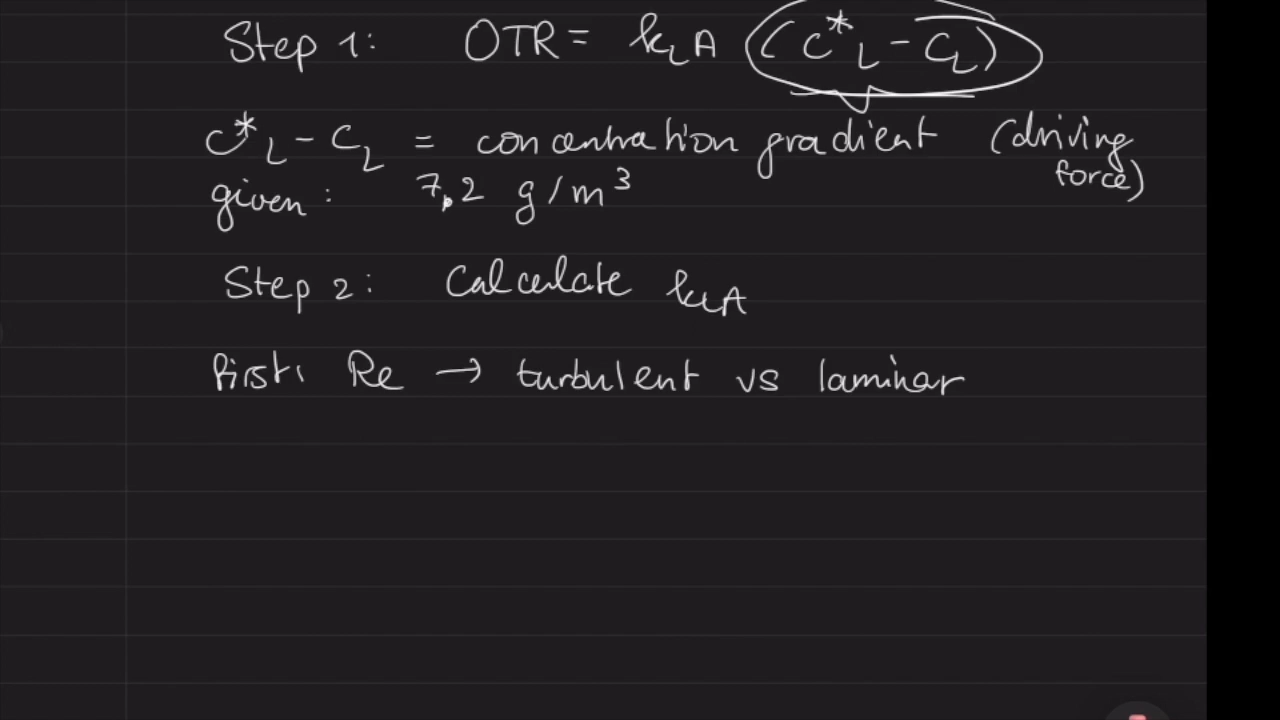 Step 1: OTR = kLA (C*L - CL)
C*L - CL = concentration gradient (driving force)
given: 7,2 g/m³
Step 2: Calculate kLA
First: Re → turbulent vs laminar